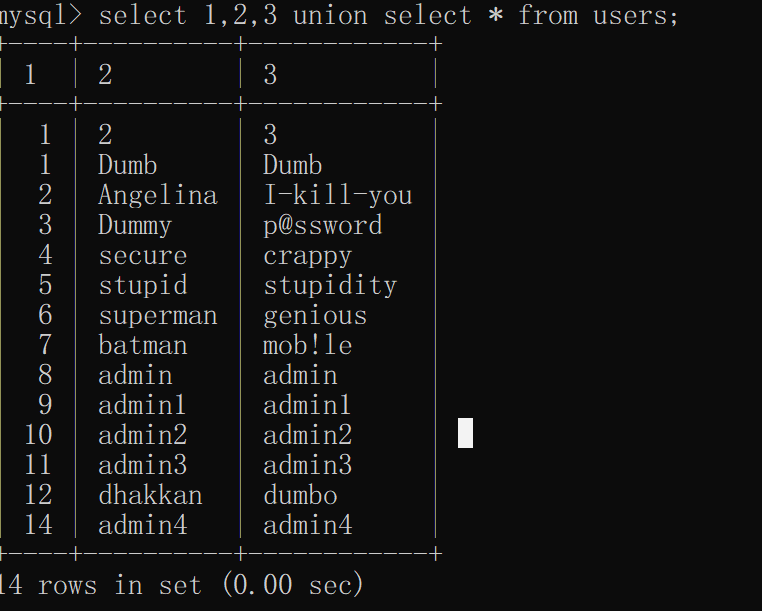 mysql> select 1,2,3 union select * from users;
+----+----------+------------+
| 1 | 2 | 3 |
+----+----------+------------+
| 1 | 2 | 3 |
| 1 | Dumb | Dumb |
| 2 | Angelina | I-kill-you |
| 3 | Dummy | p@ssword |
| 4 | secure | crappy |
| 5 | stupid | stupidity |
| 6 | superman | genious |
| 7 | batman | mob!le |
| 8 | admin | admin |
| 9 | admin1 | admin1 |
| 10 | admin2 | admin2 |
| 11 | admin3 | admin3 |
| 12 | dhakkan | dumbo |
| 14 | admin4 | admin4 |
+----+----------+------------+
14 rows in set (0.00 sec)